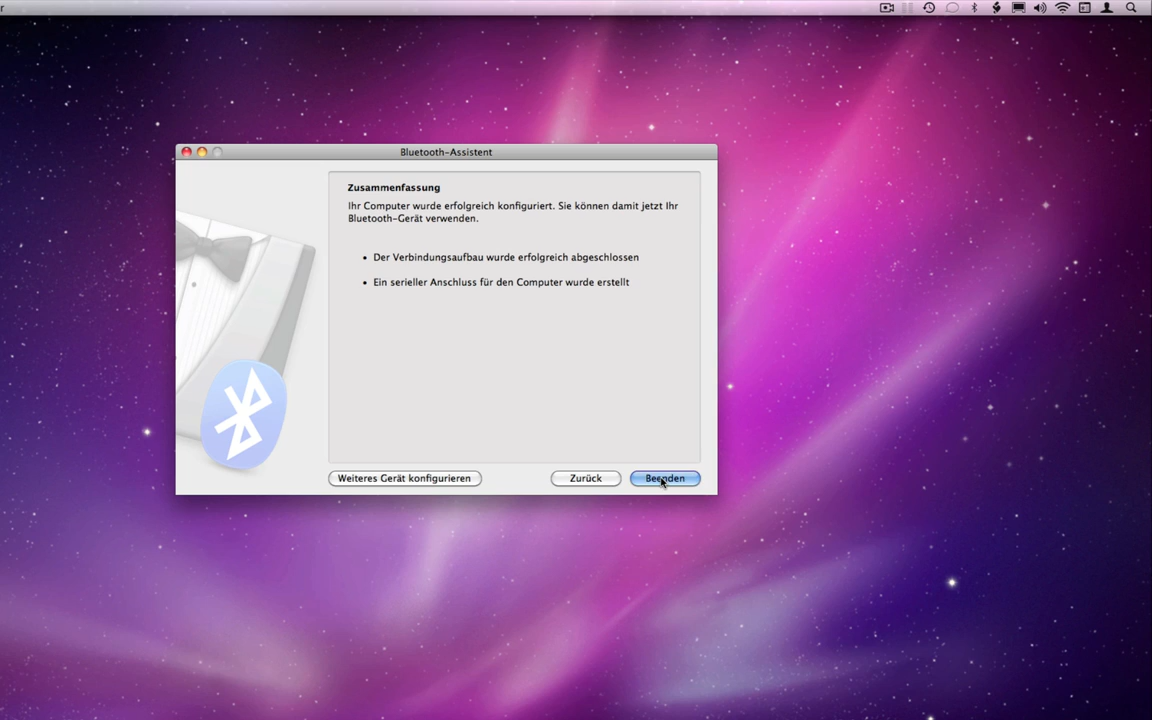 r
Bluetooth-Assistent
Zusammenfassung
Ihr Computer wurde erfolgreich konfiguriert. Sie können damit jetzt Ihr
Bluetooth-Gerät verwenden.
• Der Verbindungsaufbau wurde erfolgreich abgeschlossen
• Ein serieller Anschluss für den Computer wurde erstellt
Weiteres Gerät konfigurieren
Zurück
Beenden